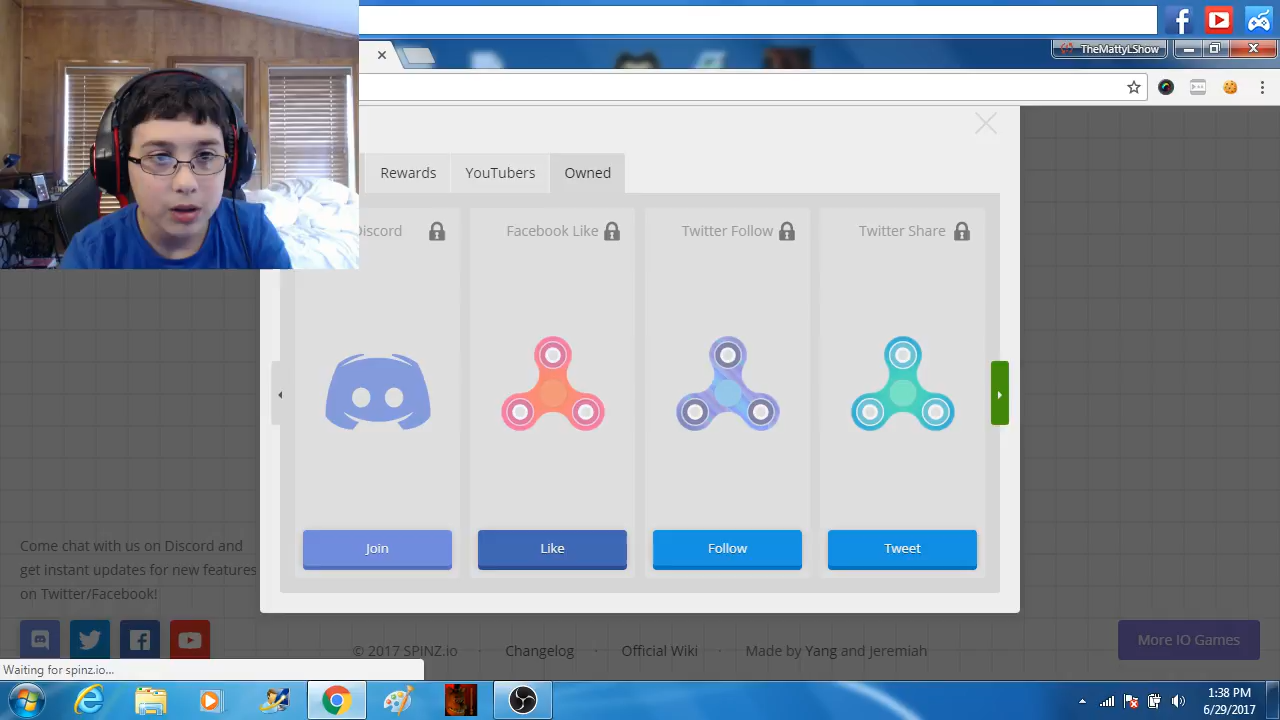 TheMattyLShow
Rewards
YouTubers
Owned
Discord
Facebook Like
Twitter Follow
Twitter Share
Join
Like
Follow
Tweet
Come chat with us on Discord and
get instant updates for new features
on Twitter/Facebook!
© 2017 SPINZ.io
Changelog
Official Wiki
Made by Yang and Jeremiah
More IO Games
Waiting for spinz.io...
1:38 PM
6/29/2017